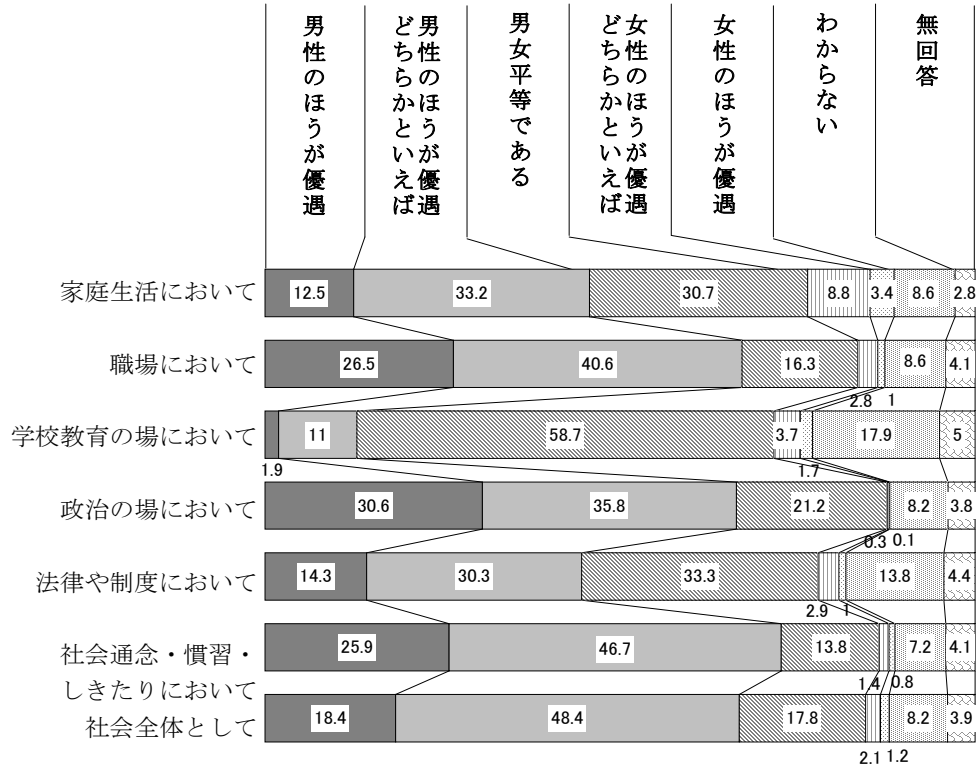 男性のほうが優遇
どちらかといえば
男性のほうが優遇
男女平等である
どちらかといえば
女性のほうが優遇
女性のほうが優遇
わからない
無回答
家庭生活において 12.5 33.2 30.7 8.8 3.4 8.6 2.8
職場において 26.5 40.6 16.3 8.6 4.1
2.8 1
学校教育の場において 11 58.7 3.7 17.9 5
1.9 1.7
政治の場において 30.6 35.8 21.2 8.2 3.8
0.3 0.1
法律や制度において 14.3 30.3 33.3 13.8 4.4
2.9 1
社会通念・慣習・ 25.9 46.7 13.8 7.2 4.1
しきたりにおいて 1.4 0.8
社会全体として 18.4 48.4 17.8 8.2 3.9
2.1 1.2